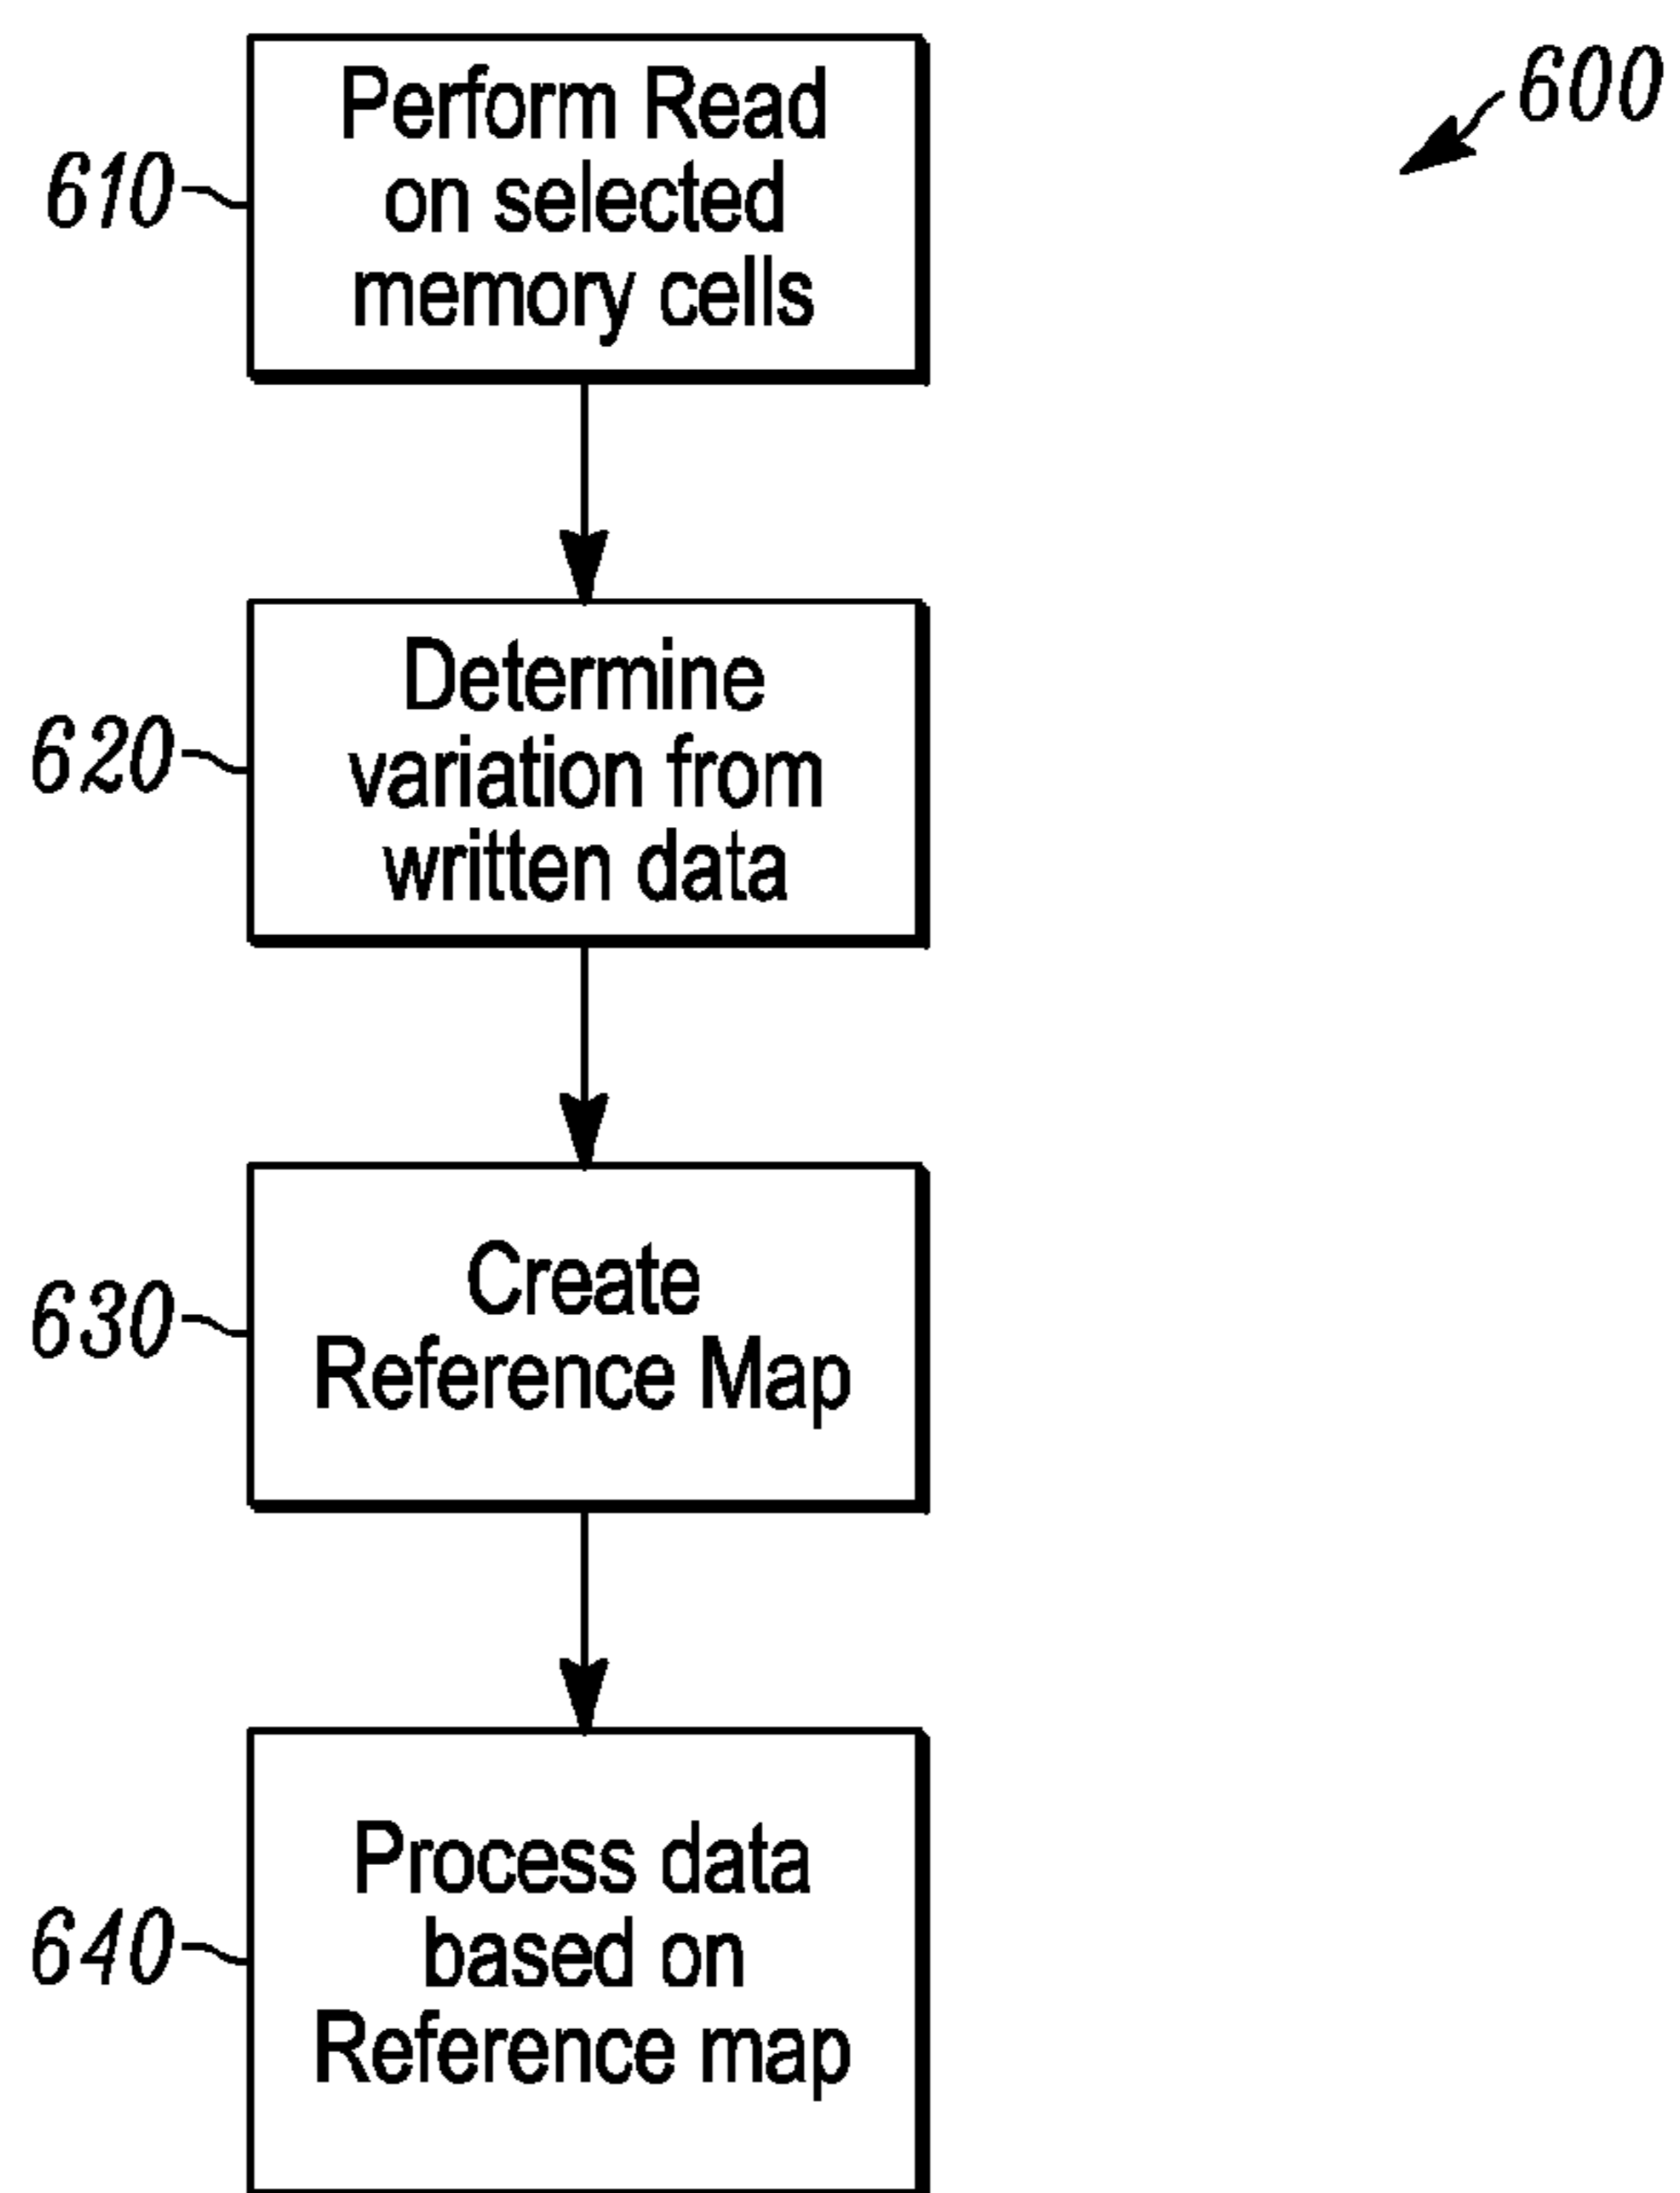 600
610
Perform Read
on selected
memory cells
620
Determine
variation from
written data
630
Create
Reference Map
640
Process data
based on
Reference map